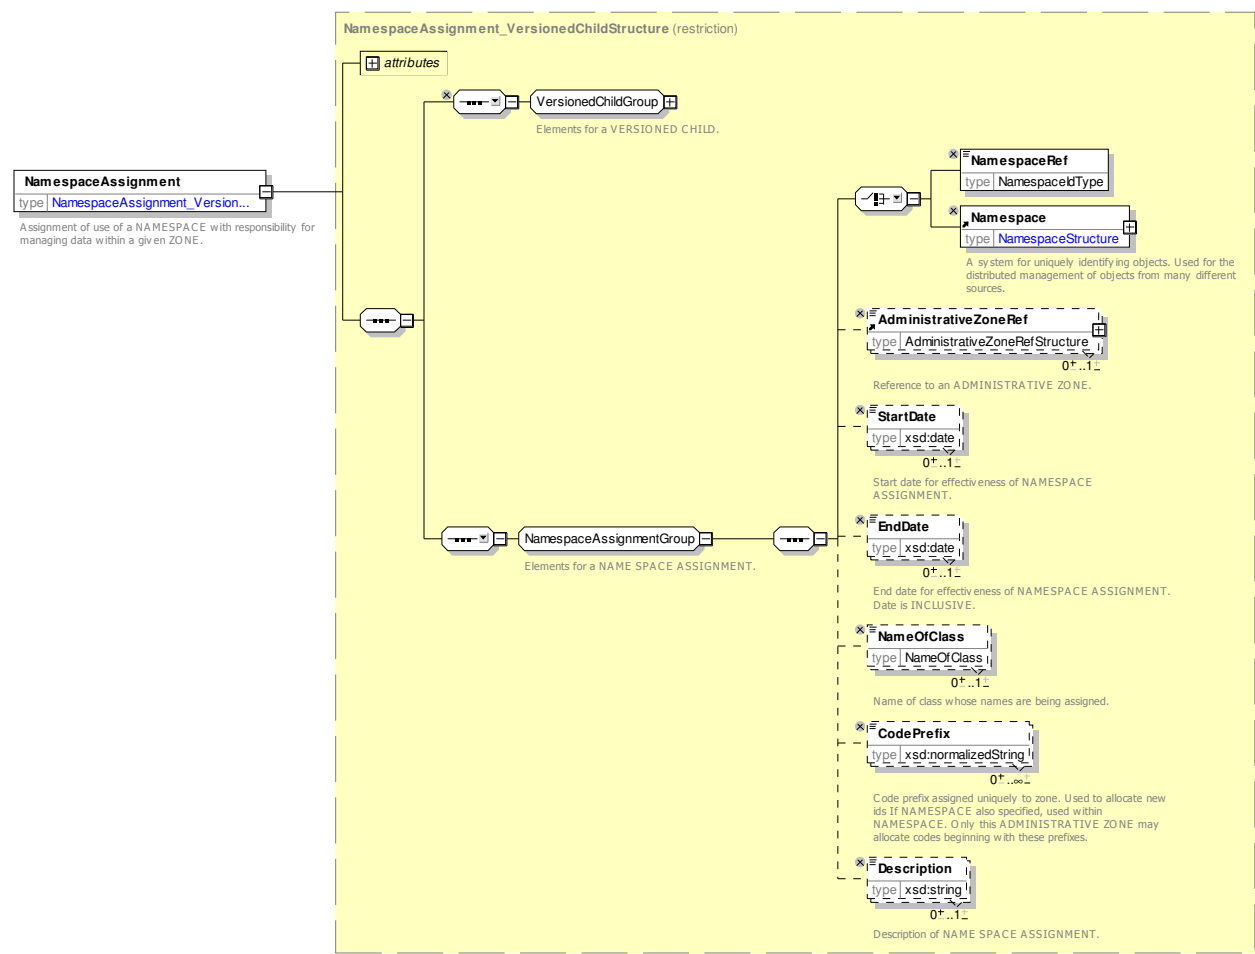 NamespaceAssignment_VersionedChildStructure (restriction)
attributes
VersionedChildGroup
Elements for a VERSIONED CHILD.
NamespaceAssignment
type NamespaceAssignment_Version...
Assignment of use of a NAMESPACE with responsibility for
managing data within a given ZONE.
NamespaceRef
type NamespaceIdType
Namespace
type NamespaceStructure
A system for uniquely identifying objects. Used for the
distributed management of objects from many different
sources.
AdministrativeZoneRef
type AdministrativeZoneRefStructure
0..1
Reference to an ADMINISTRATIVE ZONE.
StartDate
type xsd:date
0..1
Start date for effectiveness of NAMESPACE
ASSIGNMENT.
NamespaceAssignmentGroup
Elements for a NAME SPACE ASSIGNMENT.
EndDate
type xsd:date
0..1
End date for effectiveness of NAMESPACE ASSIGNMENT.
Date is INCLUSIVE.
NameOfClass
type NameOfClass
0..1
Name of class whose names are being assigned.
CodePrefix
type xsd:normalizedString
0..∞
Code prefix assigned uniquely to zone. Used to allocate new
ids If NAMESPACE also specified, used within
NAMESPACE. Only this ADMINISTRATIVE ZONE may
allocate codes beginning with these prefixes.
Description
type xsd:string
0..1
Description of NAME SPACE ASSIGNMENT.